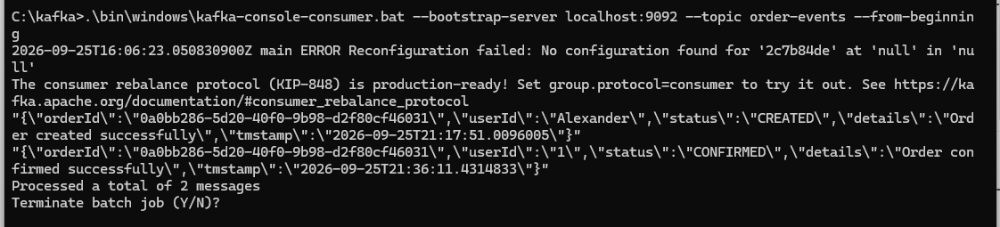 C:\kafka>.\bin\windows\kafka-console-consumer.bat --bootstrap-server localhost:9092 --topic order-events --from-beginnin
g
2026-09-25T16:06:23.050830900Z main ERROR Reconfiguration failed: No configuration found for '2c7b84de' at 'null' in 'nu
ll'
The consumer rebalance protocol (KIP-848) is production-ready! Set group.protocol=consumer to try it out. See https://ka
fka.apache.org/documentation/#consumer_rebalance_protocol
"{\"orderId\":\"0a0bb286-5d20-40f0-9b98-d2f80cf46031\",\"userId\":\"Alexander\",\"status\":\"CREATED\",\"details\":\"Ord
er created successfully\",\"tmstamp\":\"2026-09-25T21:17:51.0096005\"}"
"{\"orderId\":\"0a0bb286-5d20-40f0-9b98-d2f80cf46031\",\"userId\":\"1\",\"status\":\"CONFIRMED\",\"details\":\"Order con
firmed successfully\",\"tmstamp\":\"2026-09-25T21:36:11.4314833\"}"
Processed a total of 2 messages
Terminate batch job (Y/N)?